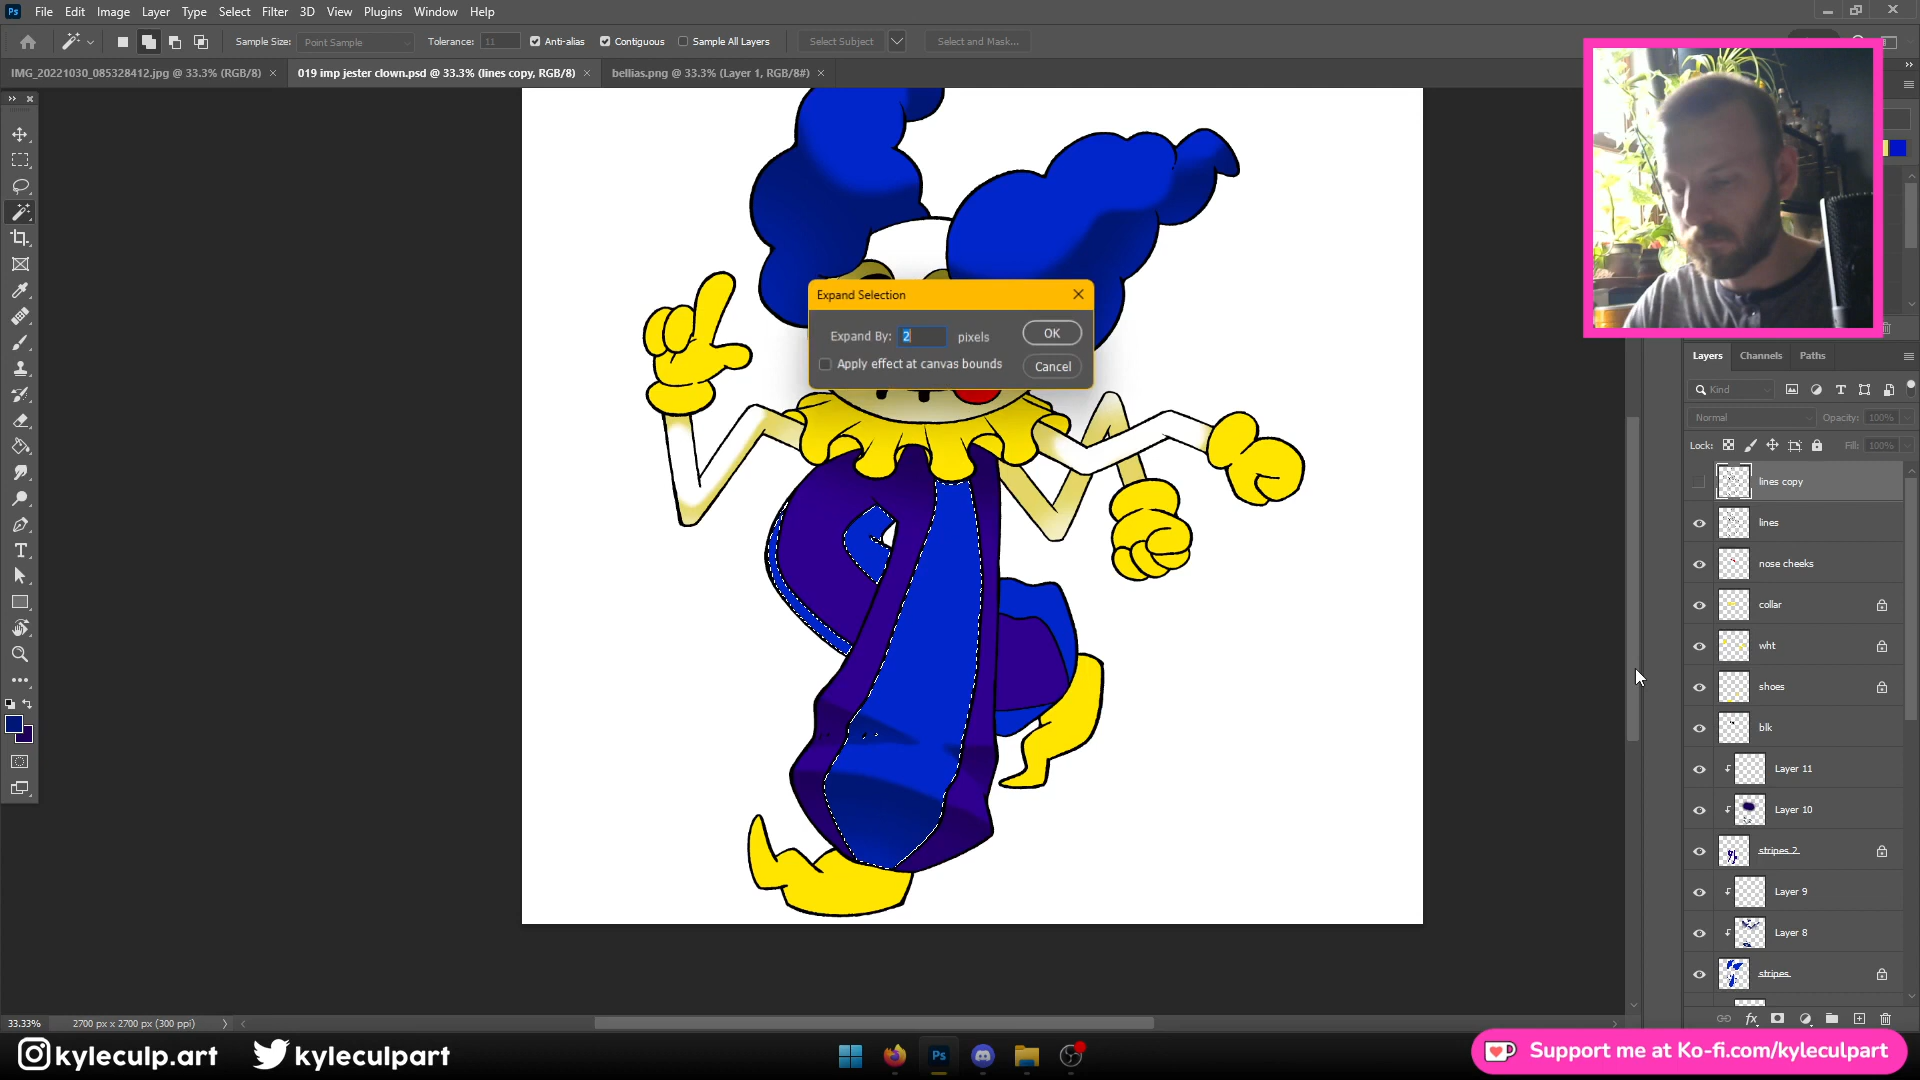 Ps File Edit Image Layer Type Select Filter 3D View Plugins Window Help
Sample Size: Point Sample Tolerance: 11 Anti-alias Contiguous Sample All Layers Select Subject Select and Mask...
IMG_20221030_085328412.jpg @ 33.3% (RGB/8) × 019 imp jester clown.psd @ 33.3% (lines copy, RGB/8) × bellias.png @ 33.3% (Layer 1, RGB/8#) ×
Expand Selection
Expand By: 2 pixels OK
Apply effect at canvas bounds Cancel
Layers Channels Paths
Kind
Normal Opacity: 100%
Lock: Fill: 100%
lines copy
lines
nose cheeks
collar
wht
shoes
blk
Layer 11
Layer 10
stripes 2
Layer 9
Layer 8
stripes
33.33% 2700 px x 2700 px (300 ppi)
kyleculp.art kyleculpart
Ps
Support me at Ko-fi.com/kyleculpart